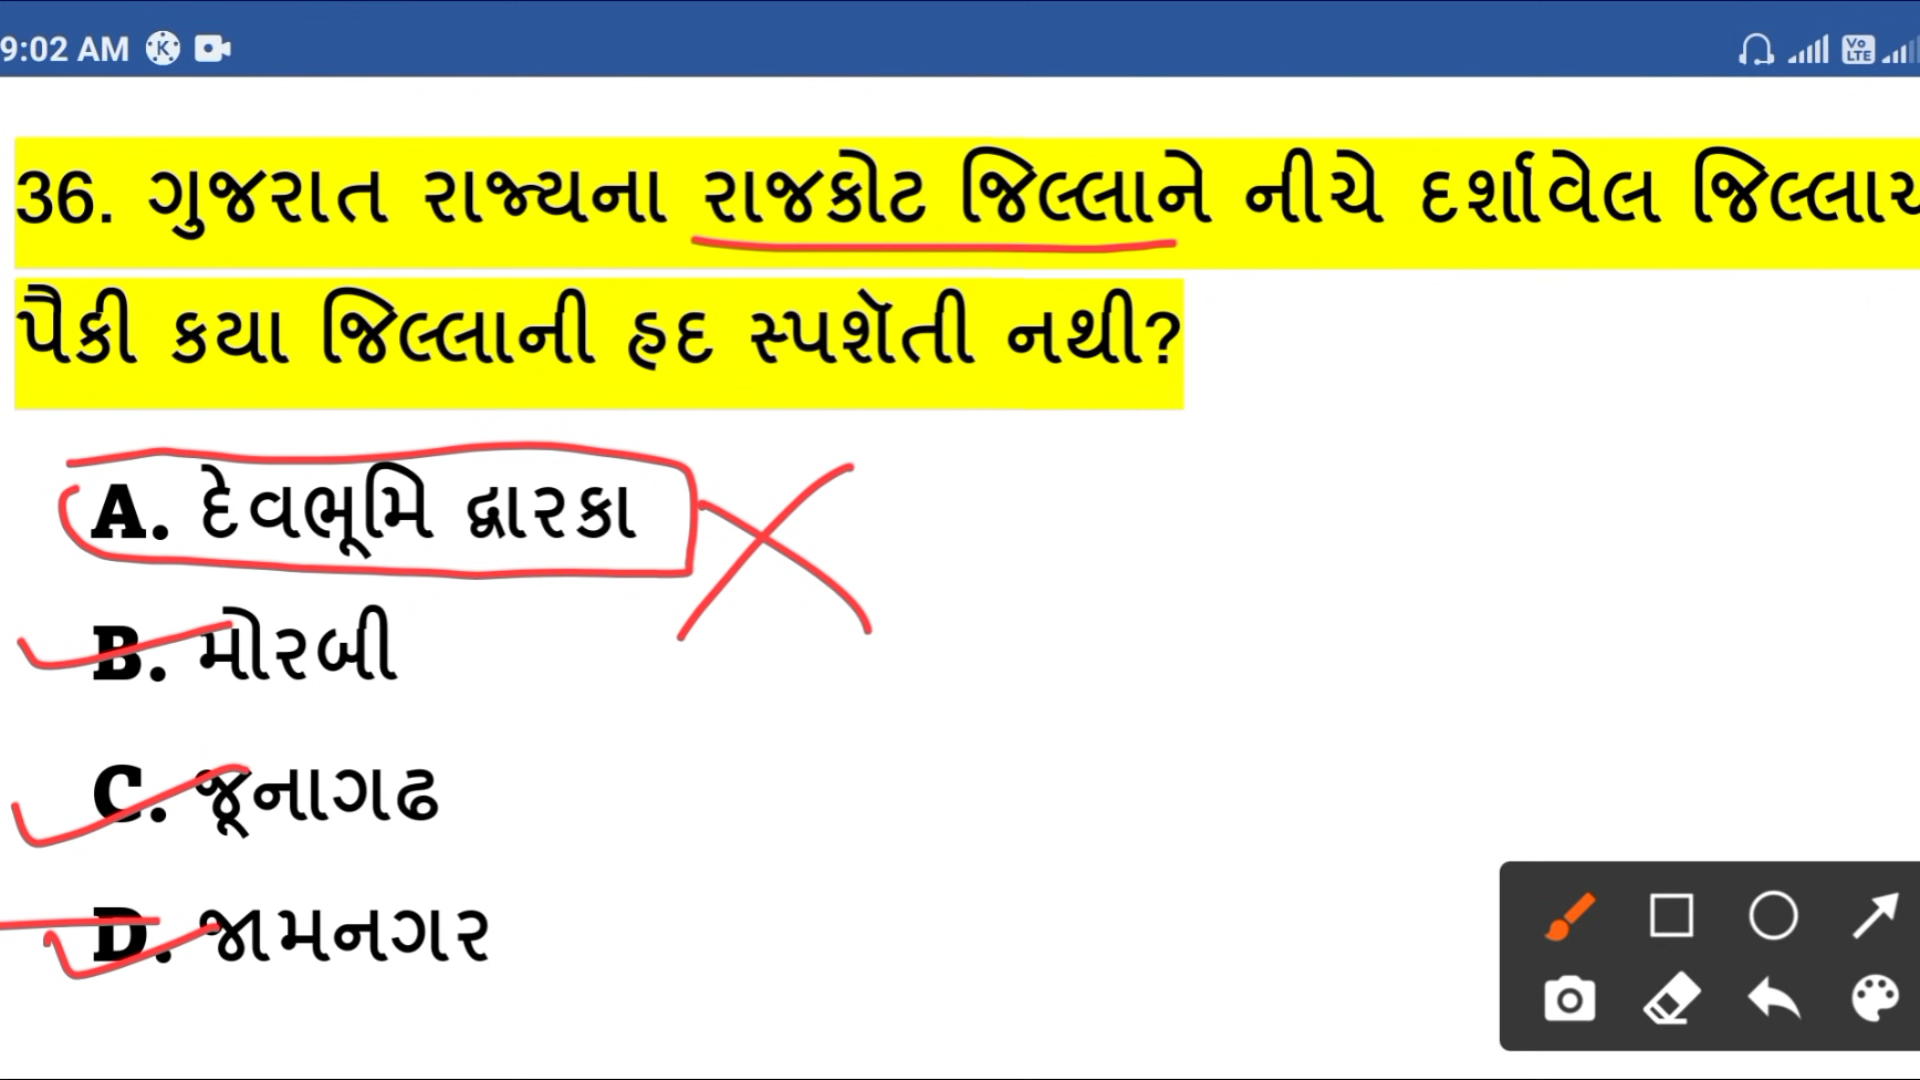 9:02 AM
36. ગુજરાત રાજ્યના રાજકોટ જિલ્લાને નીચે દર્શાવેલ
પૈકી કયા જિલ્લાની હદ સ્પર્શતી નથી?
A. દેવભૂમિ દ્વારકા
B. મોરબી
C. જૂનાગઢ
D. જામનગર